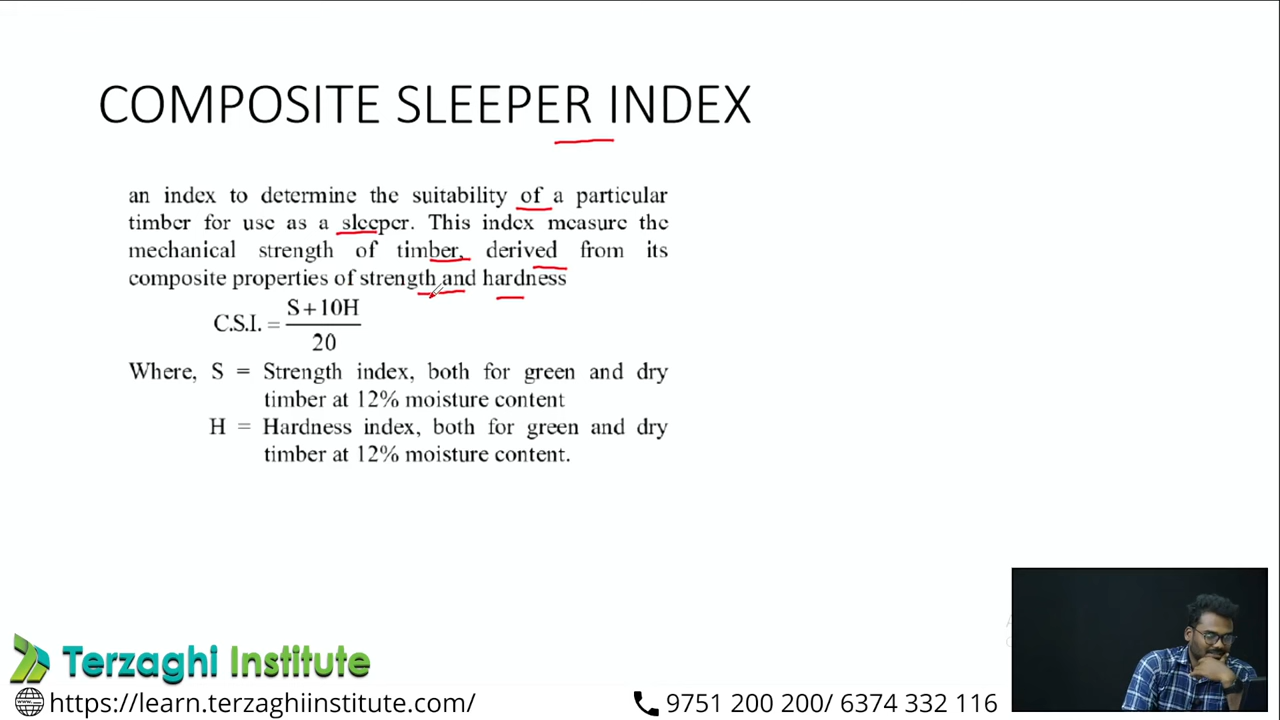 COMPOSITE SLEEPER INDEX
an index to determine the suitability of a particular
timber for use as a sleeper. This index measure the
mechanical strength of timber, derived from its
composite properties of strength and hardness
C.S.I. = S+10H
20
Where, S = Strength index, both for green and dry
timber at 12% moisture content
H = Hardness index, both for green and dry
timber at 12% moisture content.
Terzaghi Institute
https://learn.terzaghiinstitute.com/
9751 200 200/ 6374 332 116